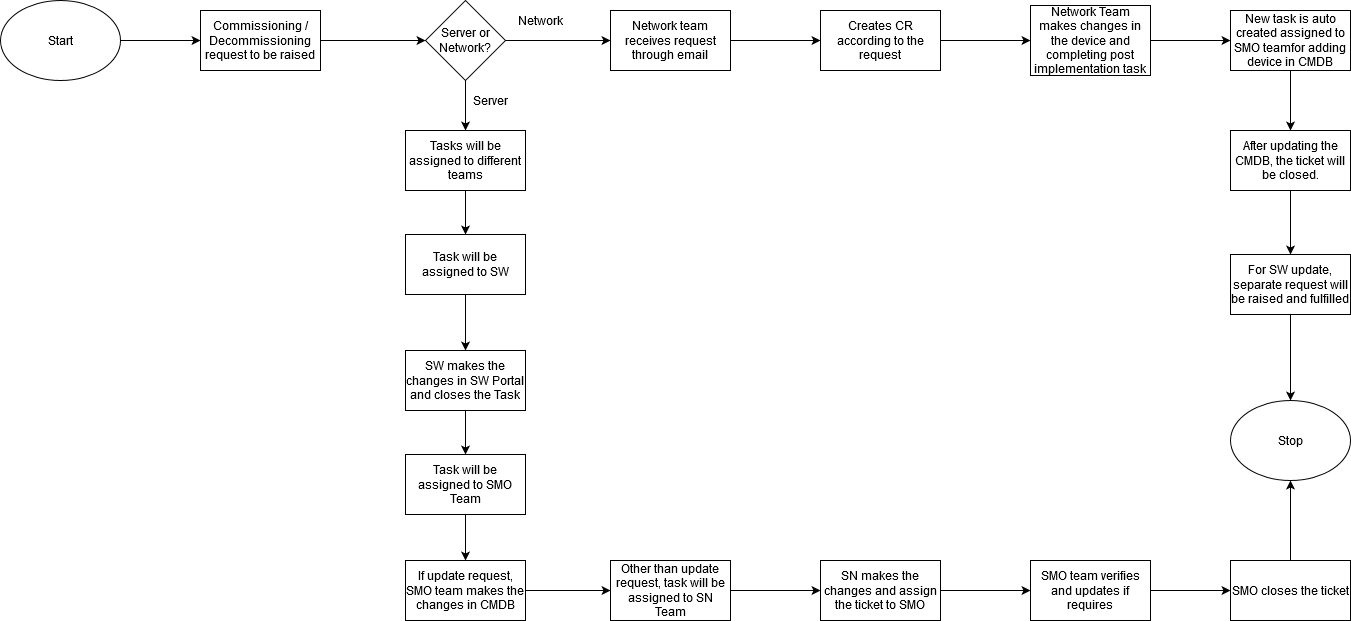 Start
Commissioning /
Decommissioning
request to be raised
Server or
Network?
Network
Network team
receives request
through email
Creates CR
according to the
request
Network Team
makes changes in
the device and
completing post
implementation task
New task is auto
created assigned to
SMO teamfor adding
device in CMDB
Server
Tasks will be
assigned to different
teams
After updating the
CMDB, the ticket will
be closed.
Task will be
assigned to SW
For SW update,
separate request will
be raised and fulfilled
SW makes the
changes in SW Portal
and closes the Task
Stop
Task will be
assigned to SMO
Team
If update request,
SMO team makes the
changes in CMDB
Other than update
request, task will be
assigned to SN
Team
SN makes the
changes and assign
the ticket to SMO
SMO team verifies
and updates if
requires
SMO closes the ticket